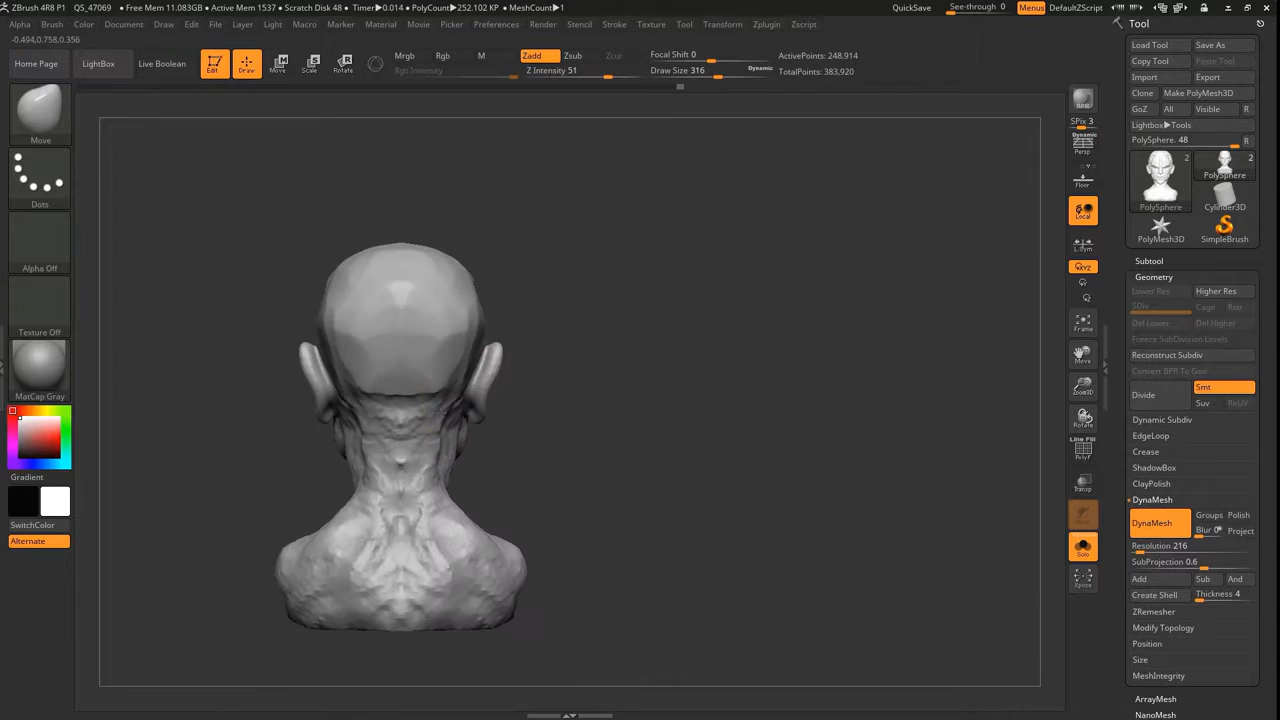 ZBrush 4R8 P1 QS_47069 • Free Mem 11.083GB • Active Mem 1537 • Scratch Disk 48 • Timer▶0.014 • PolyCount▶252.102 KP • MeshCount▶1 QuickSave See-through 0 Menus DefaultZScript
Alpha Brush Color Document Draw Edit File Layer Light Macro Marker Material Movie Picker Preferences Render Stencil Stroke Texture Tool Transform Zplugin Zscript
-0.494,0.758,0.356
Home Page LightBox Live Boolean Edit Draw Move Scale Rotate
Mrgb Rgb M Zadd Zsub Zcut
Rgb Intensity Z Intensity 51
Focal Shift 0
Draw Size 316 Dynamic
ActivePoints: 248,914
TotalPoints: 383,920
Move
Dots
Alpha Off
Texture Off
MatCap Gray
Gradient
SwitchColor
Alternate
BPR
SPix 3
Dynamic
Persp
Floor
Local
L.Sym
XYZ
Frame
Move
Zoom3D
Rotate
Line Fill
PolyF
Transp
Solo
Xpose
Tool
Load Tool Save As
Copy Tool Paste Tool
Import Export
Clone Make PolyMesh3D
GoZ All Visible R
Lightbox▶Tools
PolySphere. 48 R
2 2
PolySphere
PolySphere Cylinder3D
PolyMesh3D SimpleBrush
Subtool
Geometry
Lower Res Higher Res
SDiv Cage Rstr
Del Lower Del Higher
Freeze SubDivision Levels
Reconstruct Subdiv
Convert BPR To Geo
Divide Smt
Suv ReUV
Dynamic Subdiv
EdgeLoop
Crease
ShadowBox
ClayPolish
DynaMesh
DynaMesh Groups Polish
Blur 0 Project
Resolution 216
SubProjection 0.6
Add Sub And
Create Shell Thickness 4
ZRemesher
Modify Topology
Position
Size
MeshIntegrity
ArrayMesh
NanoMesh